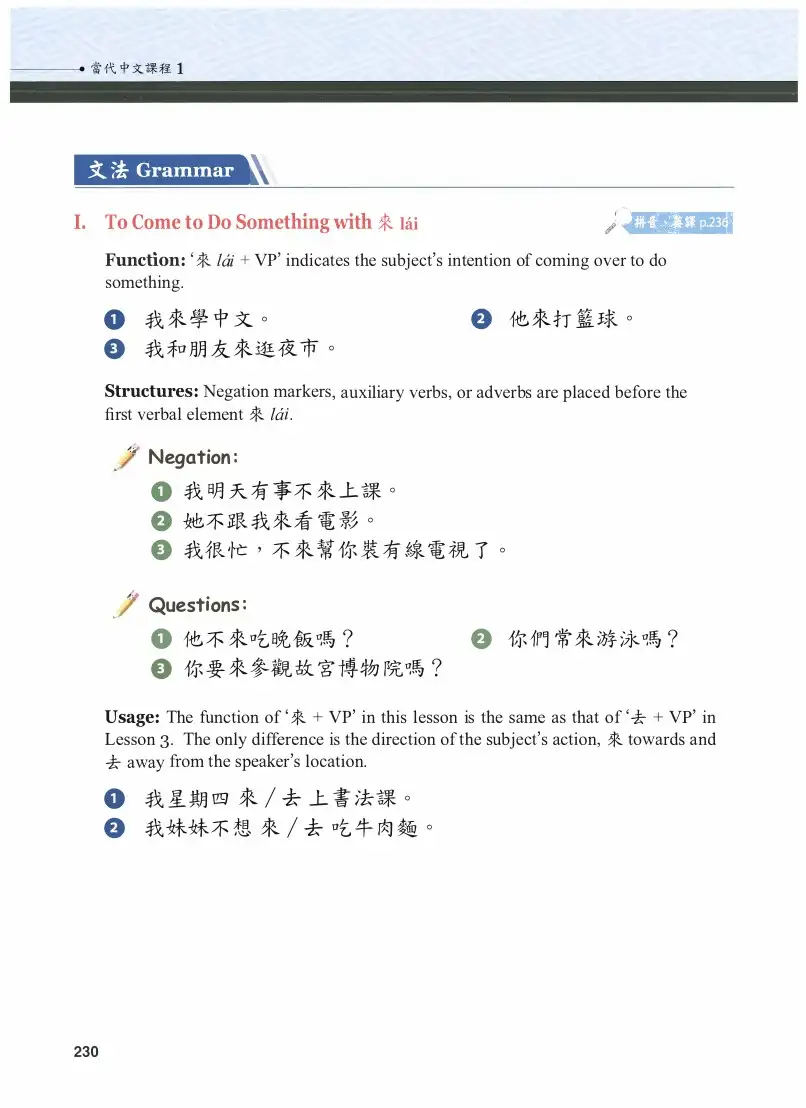 • 當代中文課程 1
文法 Grammar
I. To Come to Do Something with 來 lái
拼音、英譯 p.236
Function: ‘來 lái + VP’ indicates the subject’s intention of coming over to do
something.
1 我來學中文。 2 他來打籃球。
3 我和朋友來逛夜市。
Structures: Negation markers, auxiliary verbs, or adverbs are placed before the
first verbal element 來 lái.
Negation:
1 我明天有事不來上課。
2 她不跟我來看電影。
3 我很忙，不來幫你裝有線電視了。
Questions:
1 他不來吃晚飯嗎？ 2 你們常來游泳嗎？
3 你要來參觀故宮博物院嗎？
Usage: The function of ‘來 + VP’ in this lesson is the same as that of ‘去 + VP’ in
Lesson 3. The only difference is the direction of the subject’s action, 來 towards and
去 away from the speaker’s location.
1 我星期四 來／去 上書法課。
2 我妹妹不想 來／去 吃牛肉麵。
230